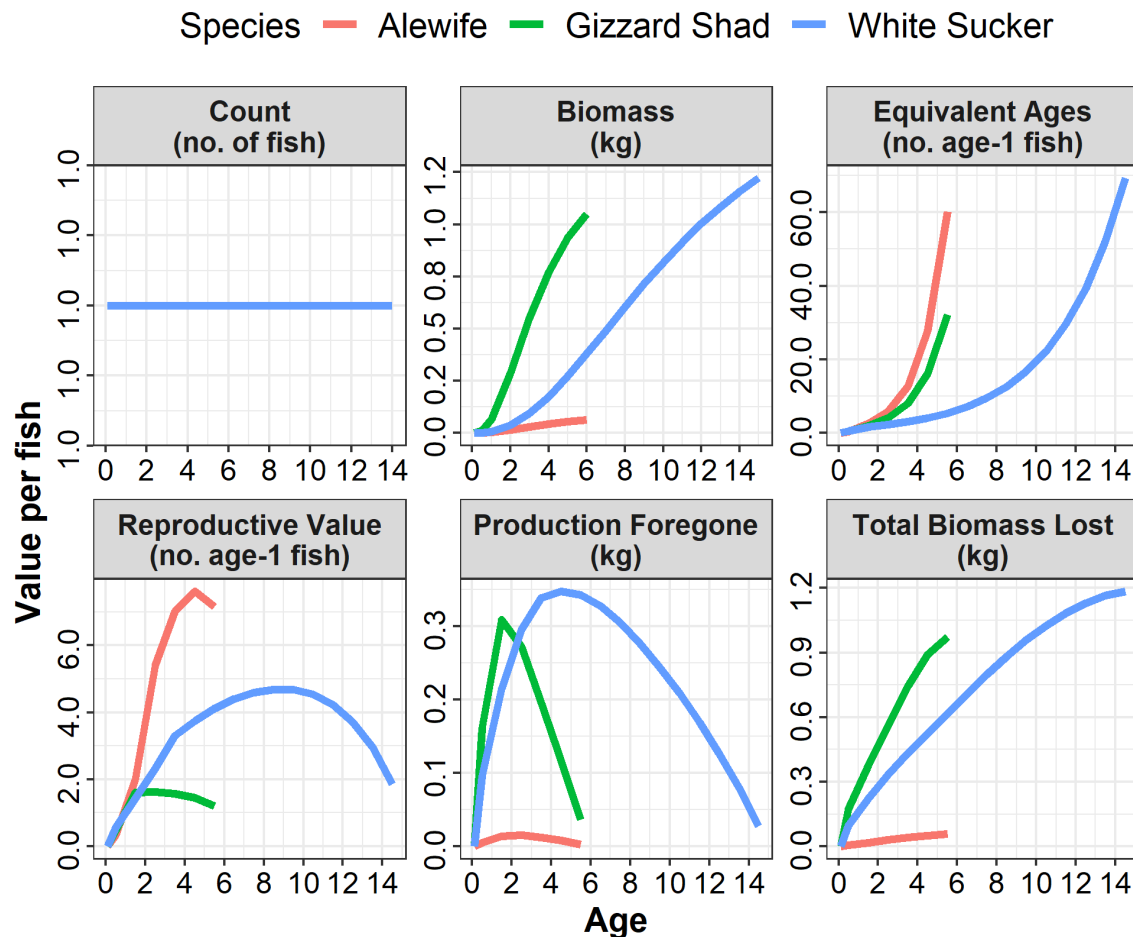 Species Alewife Gizzard Shad White Sucker
Count
(no. of fish)
Biomass
(kg)
Equivalent Ages
(no. age-1 fish)
1.0
1.0
1.0
1.0
1.0
0 2 4 6 8 10 12 14
1.2
1.0
0.8
0.5
0.2
0.0
0 2 4 6 8 10 12 14
60.0
40.0
20.0
0.0
0 2 4 6 8 10 12 14
Value per fish
Reproductive Value
(no. age-1 fish)
Production Foregone
(kg)
Total Biomass Lost
(kg)
6.0
4.0
2.0
0.0
0 2 4 6 8 10 12 14
0.3
0.2
0.1
0.0
0 2 4 6 8 10 12 14
1.2
0.9
0.6
0.3
0.0
0 2 4 6 8 10 12 14
Age